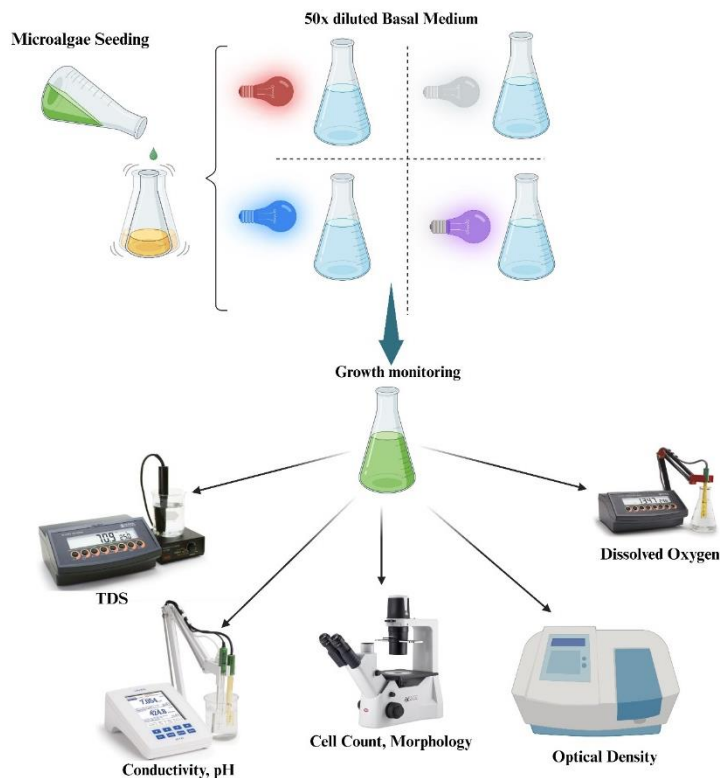 50x diluted Basal Medium
Microalgae Seeding
Growth monitoring
TDS
Dissolved Oxygen
Conductivity, pH
Cell Count, Morphology
Optical Density